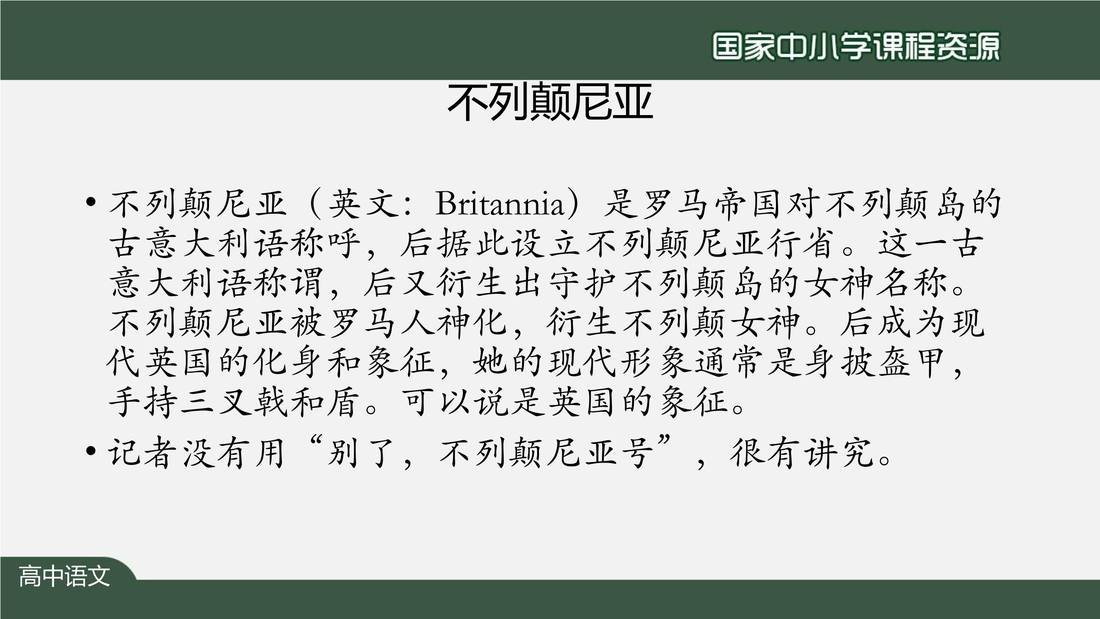 国家中小学课程资源
不列颠尼亚
• 不列颠尼亚（英文：Britannia）是罗马帝国对不列颠岛的
古意大利语称呼，后据此设立不列颠尼亚行省。这一古
意大利语称谓，后又衍生出守护不列颠岛的女神名称。
不列颠尼亚被罗马人神化，衍生不列颠女神。后成为现
代英国的化身和象征，她的现代形象通常是身披盔甲，
手持三叉戟和盾。可以说是英国的象征。
• 记者没有用“别了，不列颠尼亚号”，很有讲究。
高中语文